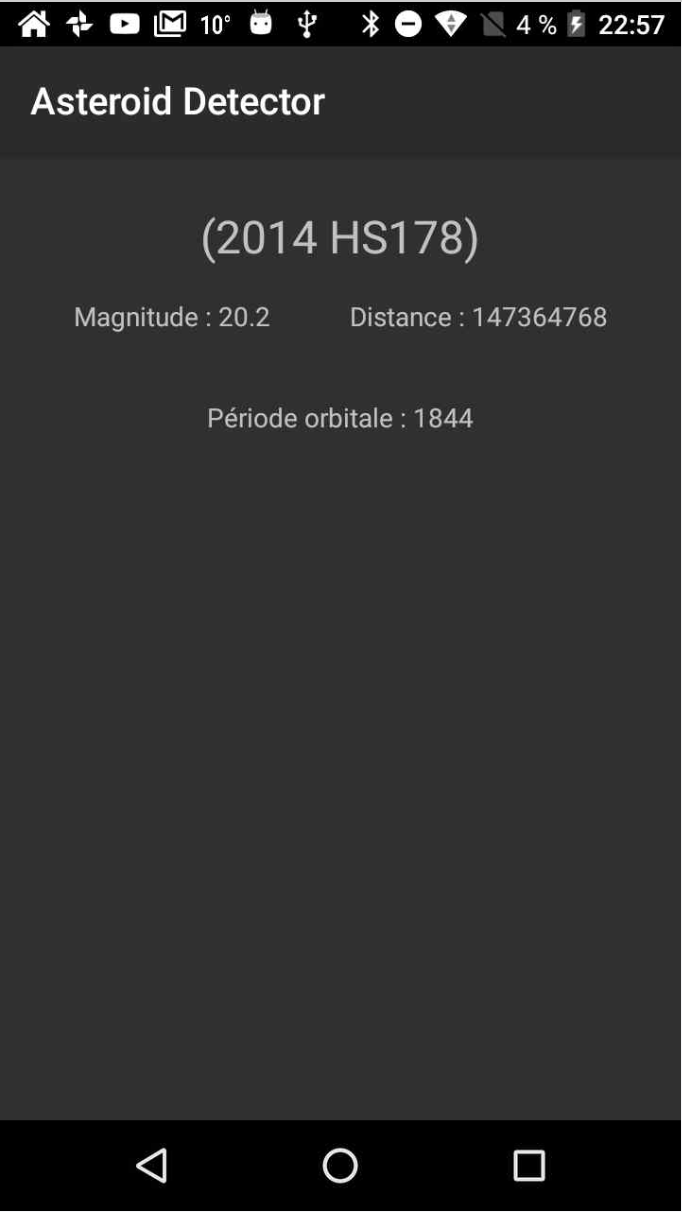 10° 4 % 22:57
Asteroid Detector
(2014 HS178)
Magnitude : 20.2 Distance : 147364768
Période orbitale : 1844